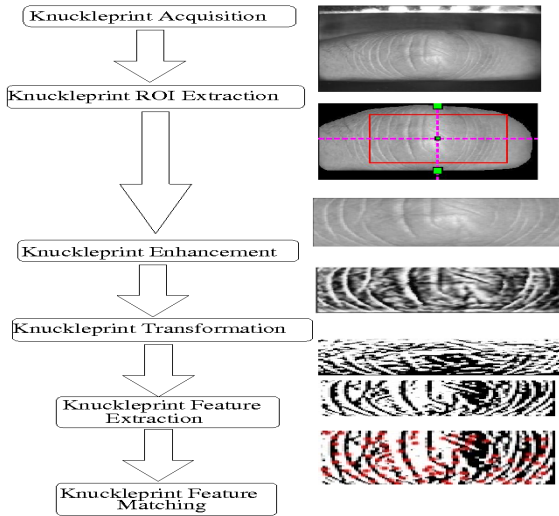 Knuckleprint Acquisition
Knuckleprint ROI Extraction
Knuckleprint Enhancement
Knuckleprint Transformation
Knuckleprint Feature
Extraction
Knuckleprint Feature
Matching